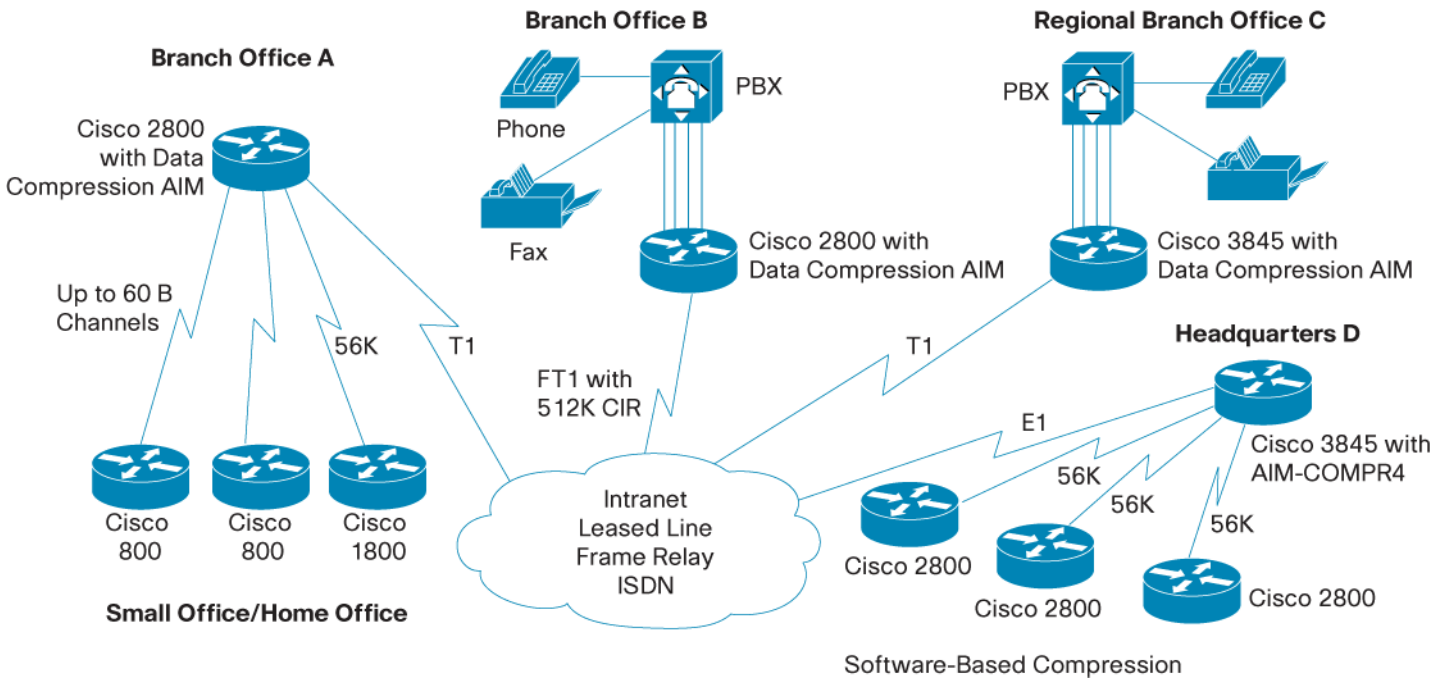 Branch Office A
Cisco 2800
with Data
Compression AIM
Up to 60 B
Channels
56K
T1
Cisco
800
Cisco
800
Cisco
1800
Small Office/Home Office
Branch Office B
PBX
Phone
Fax
Cisco 2800 with
Data Compression AIM
FT1 with
512K CIR
Regional Branch Office C
PBX
Cisco 3845 with
Data Compression AIM
T1
Headquarters D
Cisco 3845 with
AIM-COMPR4
E1
56K
56K
56K
Cisco 2800
Cisco 2800
Cisco 2800
Intranet
Leased Line
Frame Relay
ISDN
Software-Based Compression